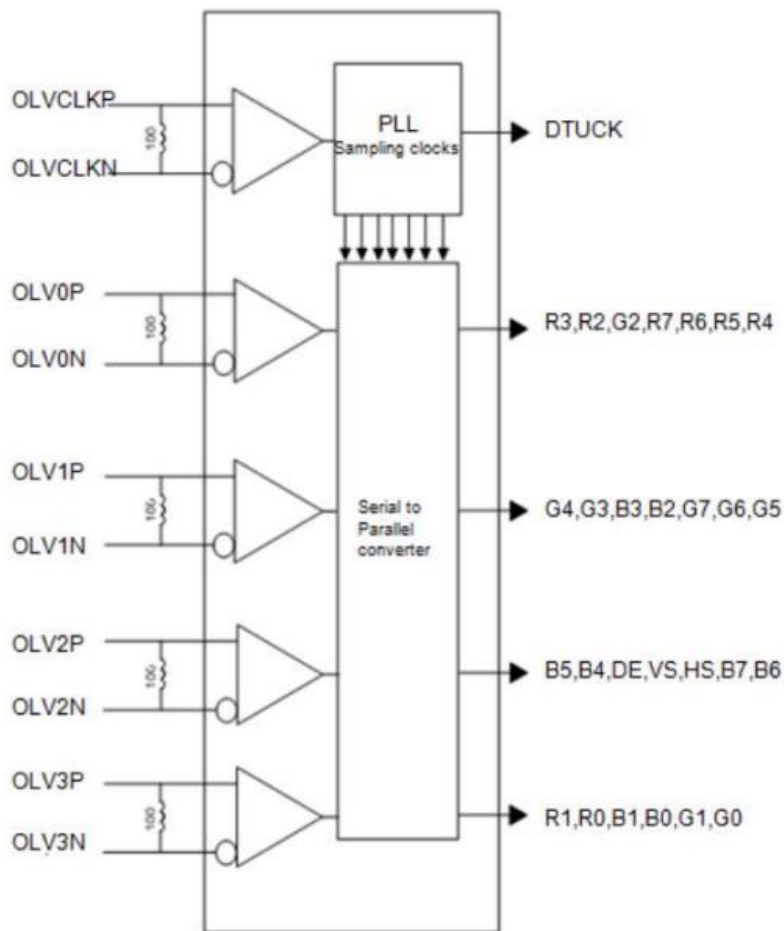 OLVCLKP
100
OLVCLKN
PLL
Sampling clocks
DTUCK
OLV0P
100
OLV0N
R3,R2,G2,R7,R6,R5,R4
OLV1P
100
OLV1N
Serial to
Parallel
converter
G4,G3,B3,B2,G7,G6,G5
OLV2P
100
OLV2N
B5,B4,DE,VS,HS,B7,B6
OLV3P
100
OLV3N
R1,R0,B1,B0,G1,G0